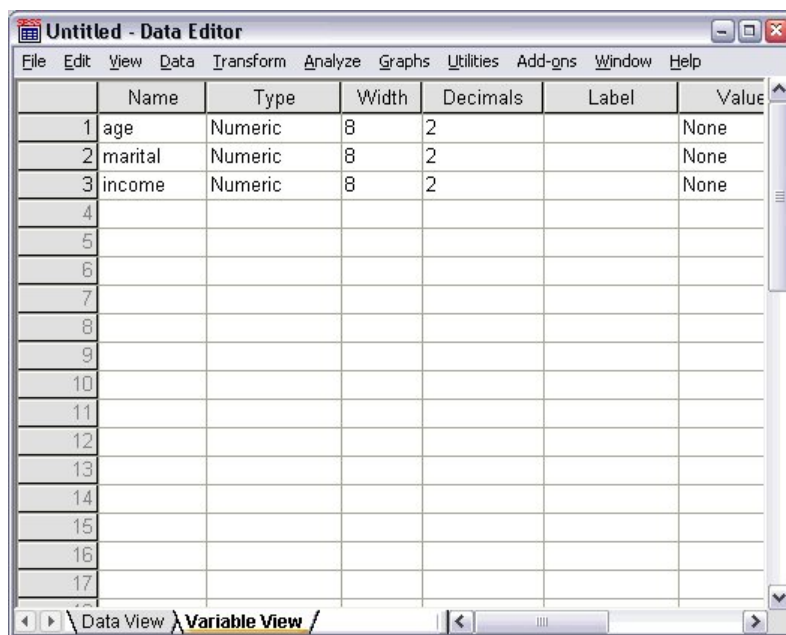 Untitled - Data Editor
File Edit View Data Transform Analyze Graphs Utilities Add-ons Window Help
Name Type Width Decimals Label Value
1 age Numeric 8 2 None
2 marital Numeric 8 2 None
3 income Numeric 8 2 None
4
5
6
7
8
9
10
11
12
13
14
15
16
17
Data View Variable View